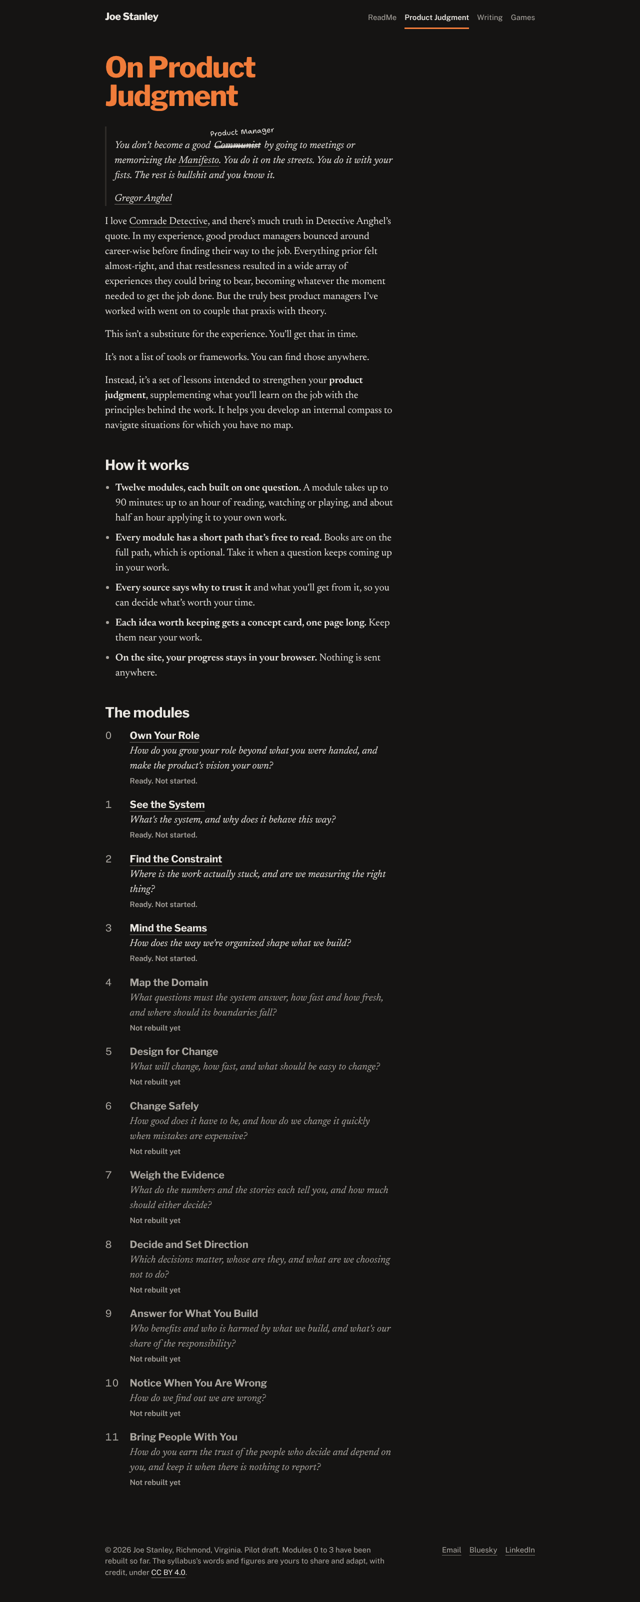 Joe Stanley
ReadMe Product Judgment Writing Games
On Product
Judgment
Product Manager
You don't become a good Communist by going to meetings or
memorizing the Manifesto. You do it on the streets. You do it with your
fists. The rest is bullshit and you know it.
Gregor Anghel
I love Comrade Detective, and there's much truth in Detective Anghel's
quote. In my experience, good product managers bounced around
career-wise before finding their way to the job. Everything prior felt
almost-right, and that restlessness resulted in a wide array of
experiences they could bring to bear, becoming whatever the moment
needed to get the job done. But the truly best product managers I've
worked with went on to couple that praxis with theory.
This isn't a substitute for the experience. You'll get that in time.
It's not a list of tools or frameworks. You can find those anywhere.
Instead, it's a set of lessons intended to strengthen your product
judgment, supplementing what you'll learn on the job with the
principles behind the work. It helps you develop an internal compass to
navigate situations for which you have no map.
How it works
• Twelve modules, each built on one question. A module takes up to
90 minutes: up to an hour of reading, watching or playing, and about
half an hour applying it to your own work.
• Every module has a short path that's free to read. Books are on the
full path, which is optional. Take it when a question keeps coming up
in your work.
• Every source says why to trust it and what you'll get from it, so you
can decide what's worth your time.
• Each idea worth keeping gets a concept card, one page long. Keep
them near your work.
• On the site, your progress stays in your browser. Nothing is sent
anywhere.
The modules
0 Own Your Role
How do you grow your role beyond what you were handed, and
make the product's vision your own?
Ready. Not started.
1 See the System
What's the system, and why does it behave this way?
Ready. Not started.
2 Find the Constraint
Where is the work actually stuck, and are we measuring the right
thing?
Ready. Not started.
3 Mind the Seams
How does the way we're organized shape what we build?
Ready. Not started.
4 Map the Domain
What questions must the system answer, how fast and how fresh,
and where should its boundaries fall?
Not rebuilt yet
5 Design for Change
What will change, how fast, and what should be easy to change?
Not rebuilt yet
6 Change Safely
How good does it have to be, and how do we change it quickly
when mistakes are expensive?
Not rebuilt yet
7 Weigh the Evidence
What do the numbers and the stories each tell you, and how much
should either decide?
Not rebuilt yet
8 Decide and Set Direction
Which decisions matter, whose are they, and what are we choosing
not to do?
Not rebuilt yet
9 Answer for What You Build
Who benefits and who is harmed by what we build, and what's our
share of the responsibility?
Not rebuilt yet
10 Notice When You Are Wrong
How do we find out we are wrong?
Not rebuilt yet
11 Bring People With You
How do you earn the trust of the people who decide and depend on
you, and keep it when there is nothing to report?
Not rebuilt yet
© 2026 Joe Stanley, Richmond, Virginia. Pilot draft. Modules 0 to 3 have been
rebuilt so far. The syllabus's words and figures are yours to share and adapt, with
credit, under CC BY 4.0.
Email Bluesky LinkedIn